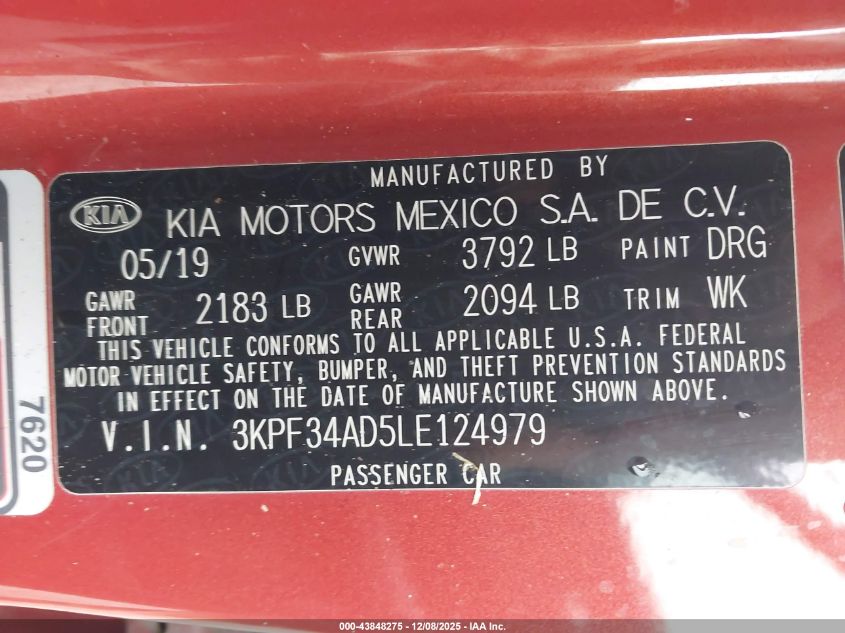 MANUFACTURED BY
KIA KIA MOTORS MEXICO S.A. DE C.V.
05/19 GVWR 3792 LB PAINT DRG
GAWR FRONT 2183 LB GAWR REAR 2094 LB TRIM WK
THIS VEHICLE CONFORMS TO ALL APPLICABLE U.S.A. FEDERAL
MOTOR VEHICLE SAFETY, BUMPER, AND THEFT PREVENTION STANDARDS
IN EFFECT ON THE DATE OF MANUFACTURE SHOWN ABOVE.
V.I.N. 3KPF34AD5LE124979
PASSENGER CAR
7620
000-43848275 - 12/08/2025 - IAA Inc.